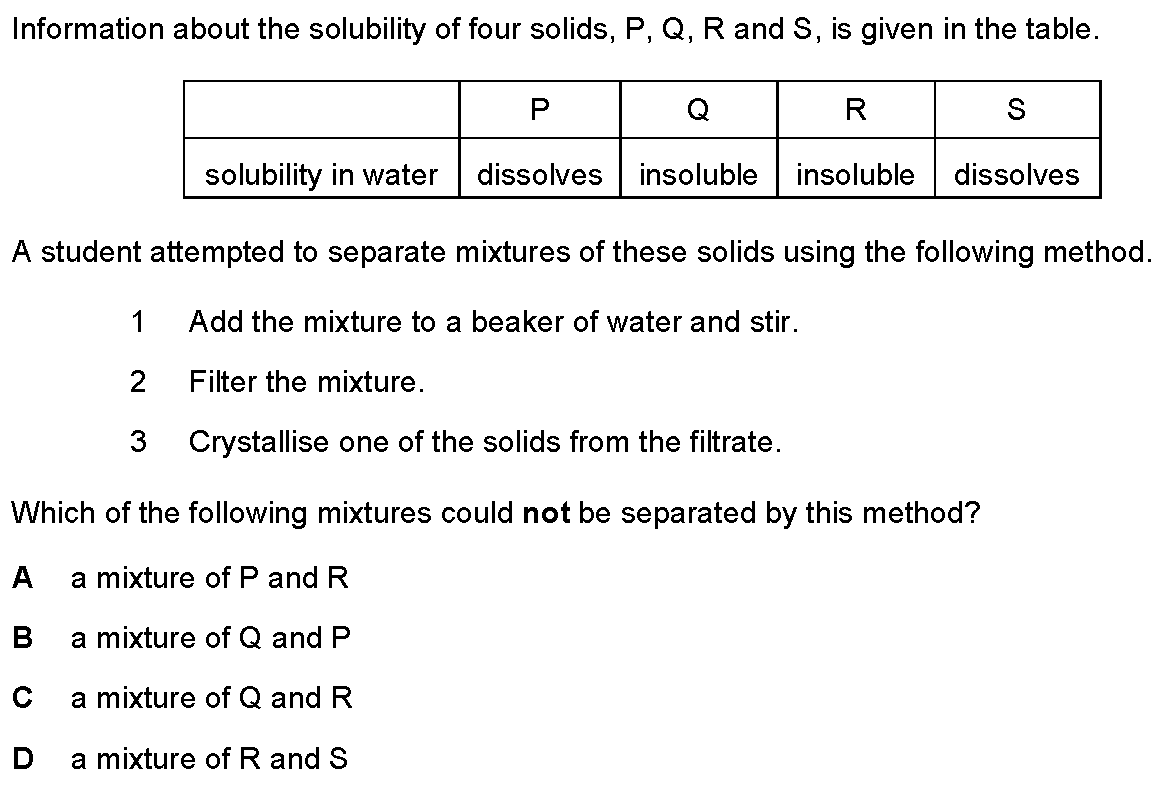 Information about the solubility of four solids, P, Q, R and S, is given in the table.
P Q R S
solubility in water dissolves insoluble insoluble dissolves
A student attempted to separate mixtures of these solids using the following method.
1 Add the mixture to a beaker of water and stir.
2 Filter the mixture.
3 Crystallise one of the solids from the filtrate.
Which of the following mixtures could not be separated by this method?
A a mixture of P and R
B a mixture of Q and P
C a mixture of Q and R
D a mixture of R and S